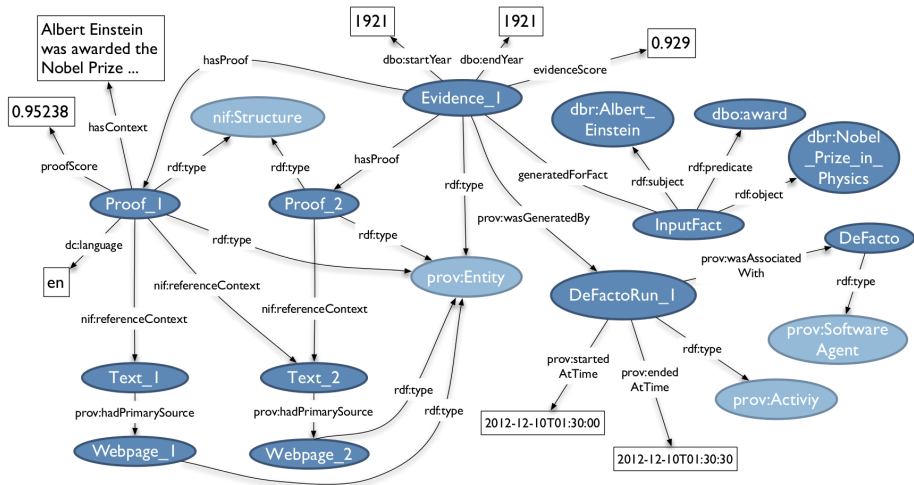 Albert Einstein
was awarded the
Nobel Prize ...
1921
1921
dbo:startYear
dbo:endYear
0.929
hasProof
evidenceScore
Evidence_1
0.95238
hasContext
nif:Structure
dbr:Albert_
Einstein
dbo:award
dbr:Nobel
_Prize_in_
Physics
proofScore
rdf:type
rdf:type
hasProof
rdf:type
generatedForFact
rdf:subject
rdf:predicate
rdf:object
Proof_1
Proof_2
InputFact
dc:language
rdf:type
rdf:type
prov:wasGeneratedBy
DeFacto
en
nif:referenceContext
prov:Entity
prov:wasAssociated
With
rdf:type
nif:referenceContext
nif:referenceContext
DeFactoRun_1
prov:Software
Agent
Text_1
Text_2
rdf:type
prov:started
AtTime
prov:ended
AtTime
rdf:type
prov:Activiy
prov:hadPrimarySource
prov:hadPrimarySource
rdf:type
2012-12-10T01:30:00
Webpage_1
Webpage_2
2012-12-10T01:30:30